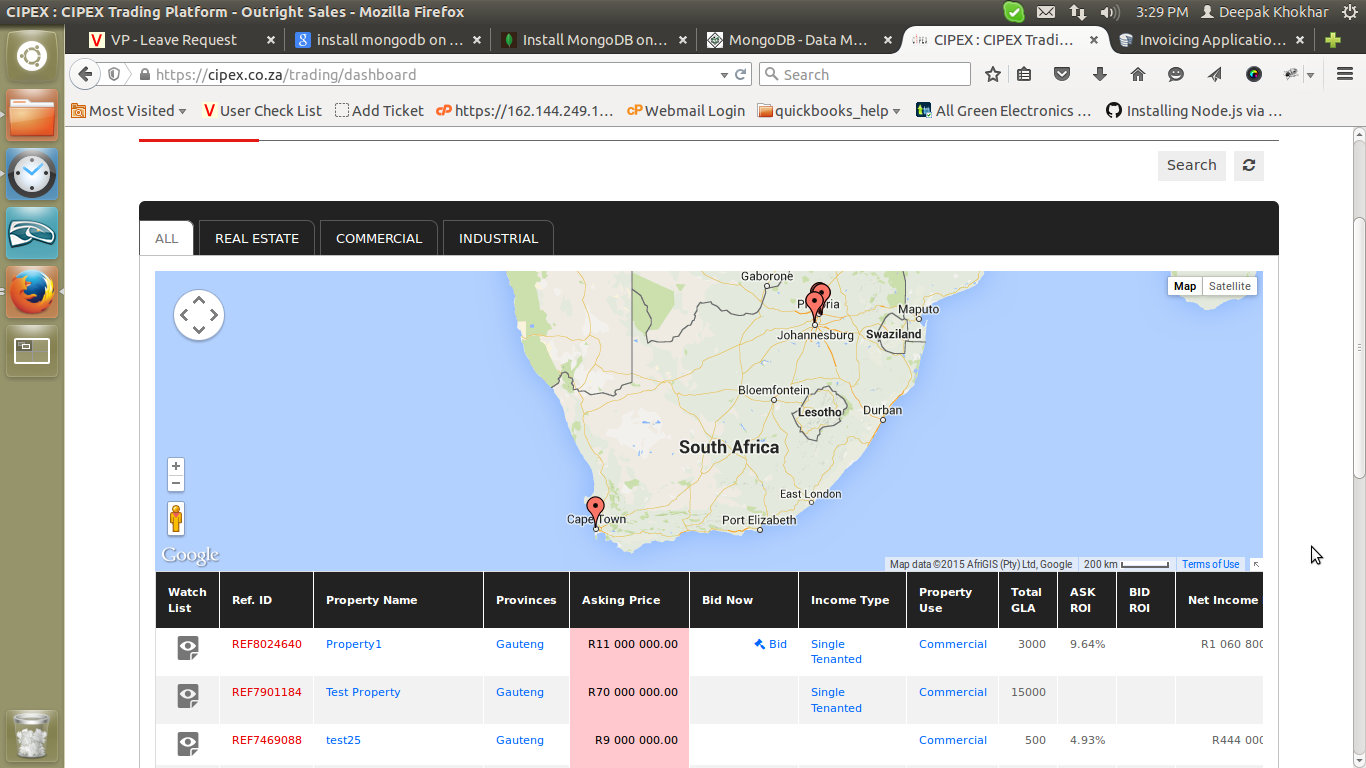 CIPEX : CIPEX Trading Platform - Outright Sales - Mozilla Firefox
3:29 PM Deepak Khokhar
VP - Leave Request
install mongodb on ...
Install MongoDB on...
MongoDB - Data M...
CIPEX : CIPEX Tradi...
Invoicing Applicatio...
https://cipex.co.za/trading/dashboard
Search
Most Visited
User Check List
Add Ticket
https://162.144.249.1...
Webmail Login
quickbooks_help
All Green Electronics ...
Installing Node.js via ...
Search
ALL
REAL ESTATE
COMMERCIAL
INDUSTRIAL
Gaborone
Map
Satellite
Maputo
Johannesburg
Swaziland
Bloemfontein
Lesotho
Durban
South Africa
East London
Cape Town
Port Elizabeth
Google
Map data ©2015 AfriGIS (Pty) Ltd, Google
200 km
Terms of Use
Watch List
Ref. ID
Property Name
Provinces
Asking Price
Bid Now
Income Type
Property Use
Total GLA
ASK ROI
BID ROI
Net Income
REF8024640 Property1 Gauteng R11 000 000.00 Bid Single Tenanted Commercial 3000 9.64% R1 060 800
REF7901184 Test Property Gauteng R70 000 000.00 Single Tenanted Commercial 15000
REF7469088 test25 Gauteng R9 000 000.00 Commercial 500 4.93% R444 000